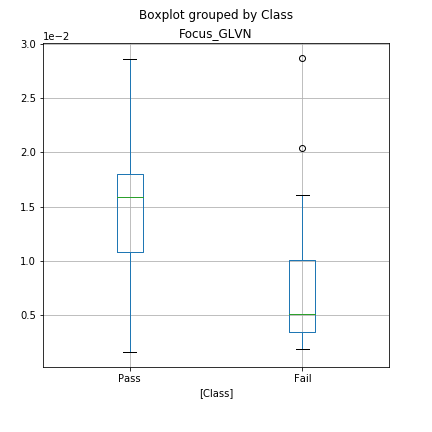 Boxplot grouped by Class
Focus_GLVN
1e−2
3.0
2.5
2.0
1.5
1.0
0.5
Pass
Fail
[Class]